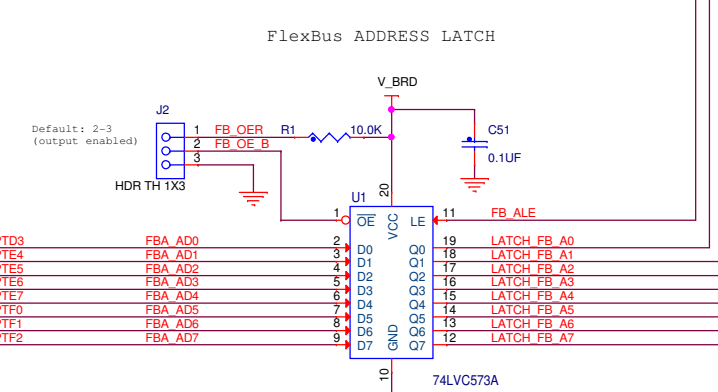 FlexBus ADDRESS LATCH
V_BRD
J2
Default: 2-3
(output enabled)
1 FB_OER R1 10.0K
2 FB_OE_B
3
C51
0.1UF
HDR TH 1X3
20
U1
1 OE VCC LE 11 FB_ALE
PTD3 FBA_AD0 2 D0 Q0 19 LATCH_FB_A0
PTE4 FBA_AD1 3 D1 Q1 18 LATCH_FB_A1
PTE5 FBA_AD2 4 D2 Q2 17 LATCH_FB_A2
PTE6 FBA_AD3 5 D3 Q3 16 LATCH_FB_A3
PTE7 FBA_AD4 6 D4 Q4 15 LATCH_FB_A4
PTF0 FBA_AD5 7 D5 Q5 14 LATCH_FB_A5
PTF1 FBA_AD6 8 D6 Q6 13 LATCH_FB_A6
PTF2 FBA_AD7 9 D7 GND Q7 12 LATCH_FB_A7
10
74LVC573A